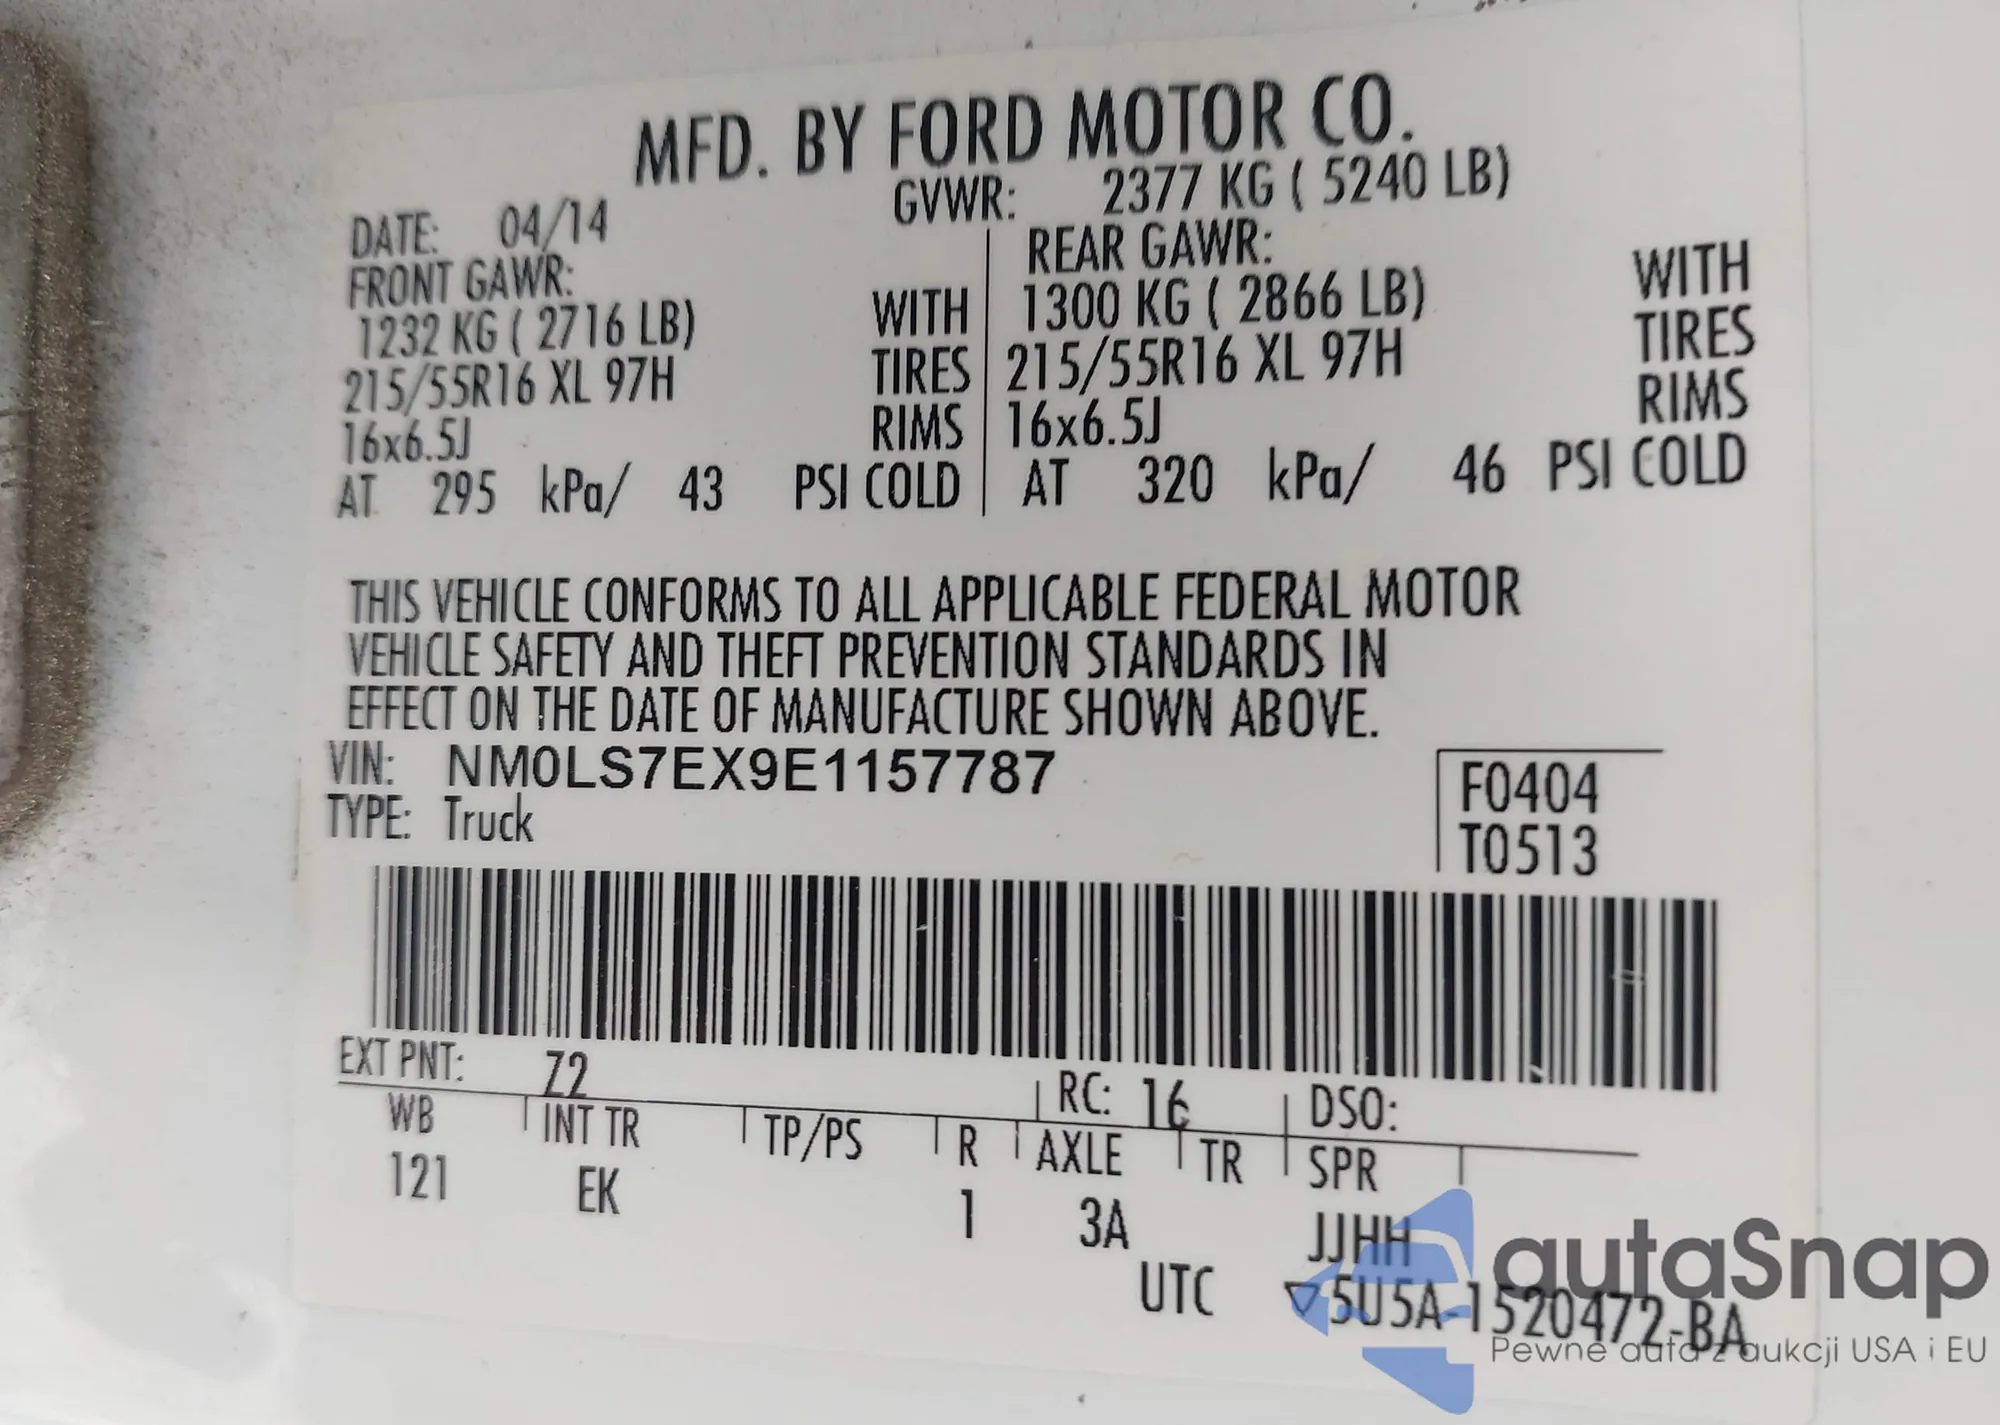 MFD. BY FORD MOTOR CO.
DATE: 04/14 GVWR: 2377 KG ( 5240 LB)
FRONT GAWR: REAR GAWR:
1232 KG ( 2716 LB) WITH 1300 KG ( 2866 LB) WITH
215/55R16 XL 97H TIRES 215/55R16 XL 97H TIRES
16x6.5J RIMS 16x6.5J RIMS
AT 295 kPa/ 43 PSI COLD AT 320 kPa/ 46 PSI COLD
THIS VEHICLE CONFORMS TO ALL APPLICABLE FEDERAL MOTOR
VEHICLE SAFETY AND THEFT PREVENTION STANDARDS IN
EFFECT ON THE DATE OF MANUFACTURE SHOWN ABOVE.
VIN: NM0LS7EX9E1157787 F0404
TYPE: Truck T0513
EXT PNT: Z2 RC: 16 DSO:
WB INT TR TP/PS R AXLE TR SPR
121 EK 1 3A JJHH
UTC ▽5U5A-1520472-BA
autaSnap
Pewne auta z aukcji USA i EU